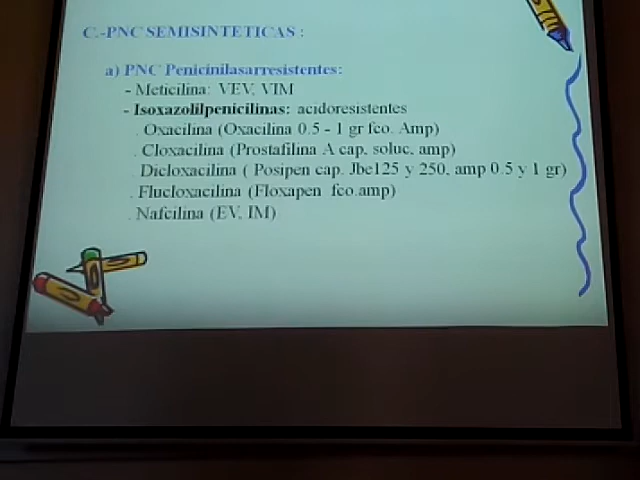 C.-PNC SEMISINTETICAS :
a) PNC Penicinilasarresistentes:
- Meticilina: VEV, VIM
- Isoxazolilpenicilinas: acidoresistentes
. Oxacilina (Oxacilina 0.5 - 1 gr fco. Amp)
. Cloxacilina (Prostafilina A cap. soluc. amp)
. Dicloxacilina ( Posipen cap. Jbe125 y 250, amp 0.5 y 1 gr)
. Flucloxacilina (Floxapen fco.amp)
. Nafcilina (EV, IM)